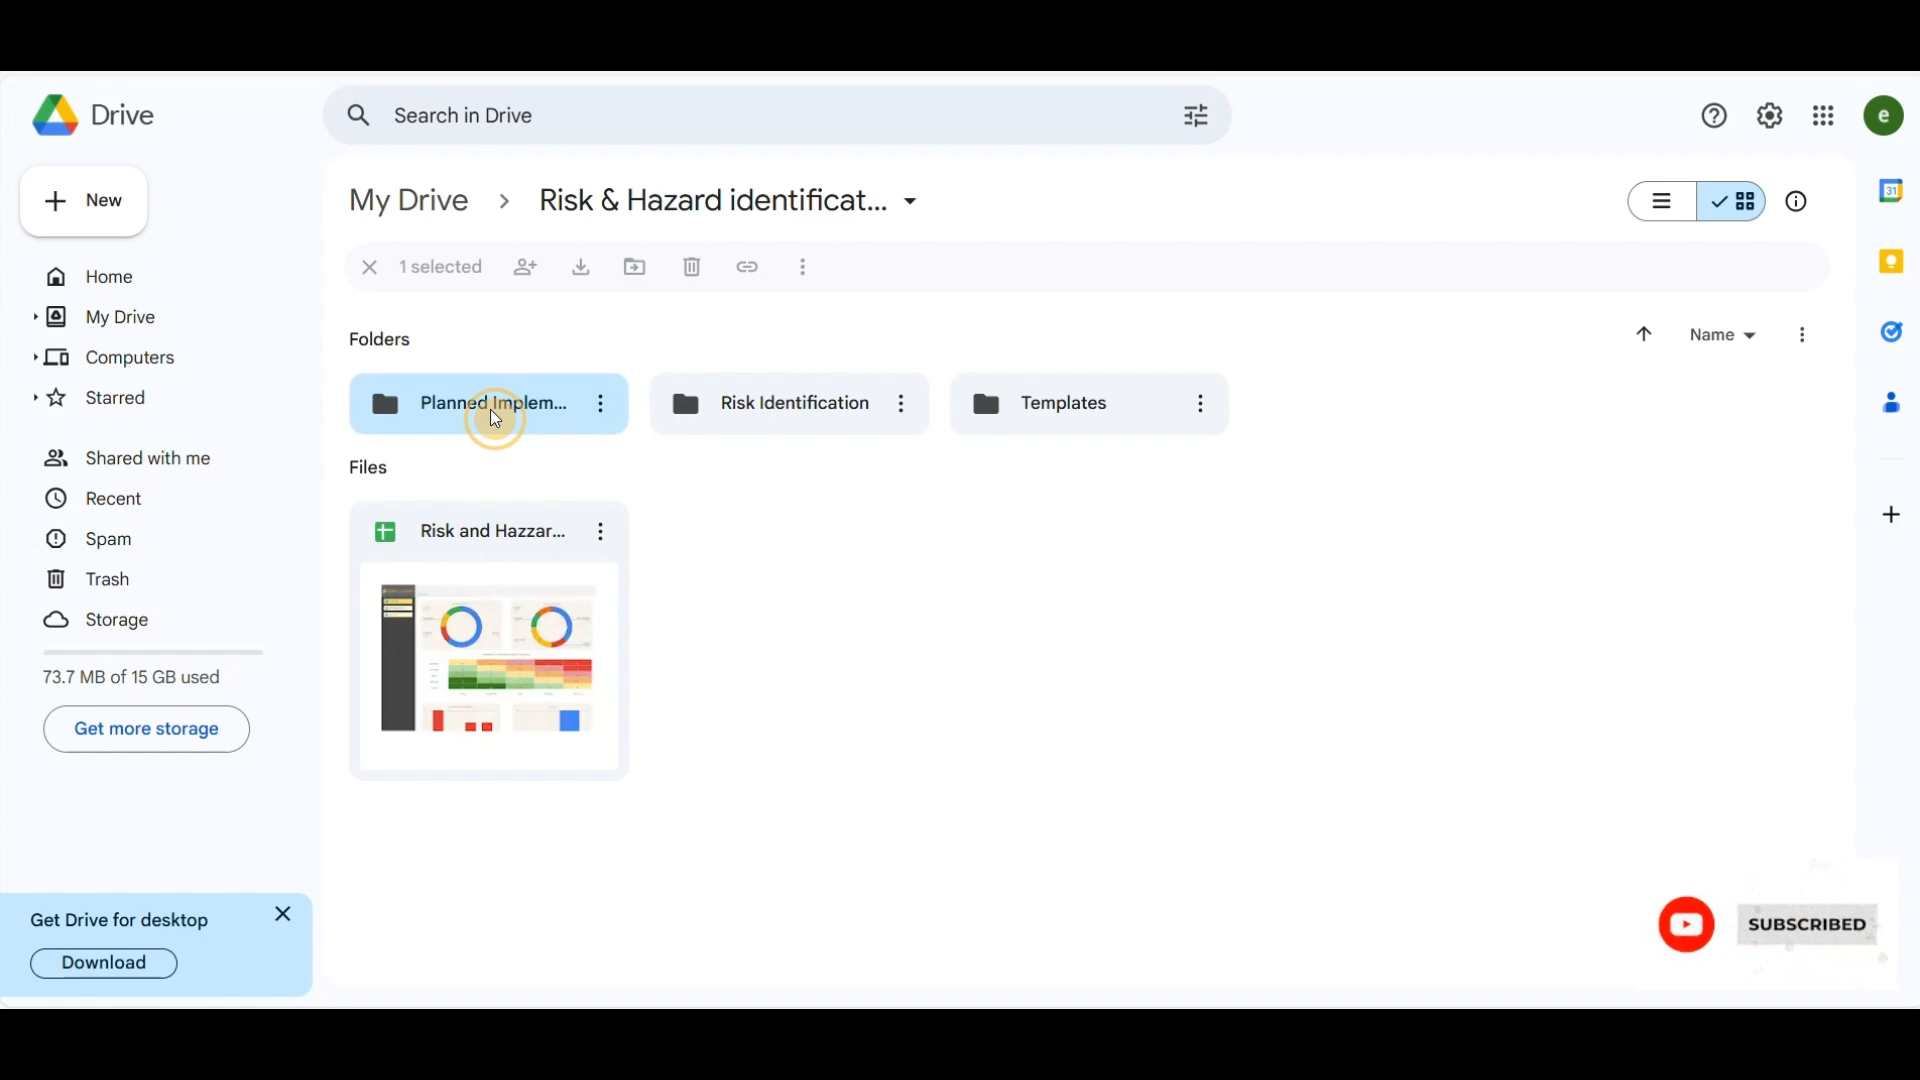 Drive
Search in Drive
e
New
My Drive
Risk & Hazard identificat...
31
1 selected
Home
My Drive
Computers
Starred
Shared with me
Recent
Spam
Trash
Storage
73.7 MB of 15 GB used
Get more storage
Folders
Name
Planned Implem...
Risk Identification
Templates
Files
Risk and Hazzar...
Get Drive for desktop
Download
SUBSCRIBED